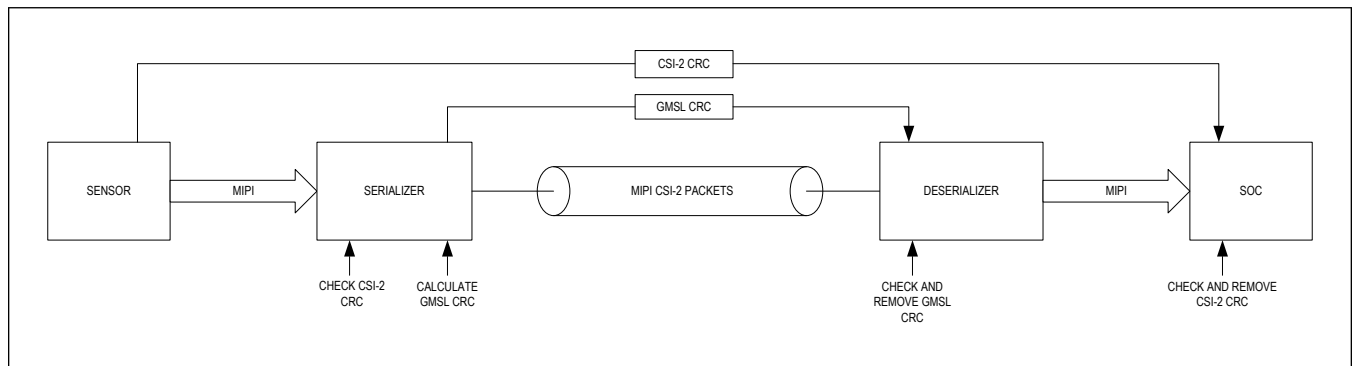 CSI-2 CRC
GMSL CRC
SENSOR
MIPI
SERIALIZER
MIPI CSI-2 PACKETS
DESERIALIZER
MIPI
SOC
CHECK CSI-2
CRC
CALCULATE
GMSL CRC
CHECK AND
REMOVE GMSL
CRC
CHECK AND REMOVE
CSI-2 CRC